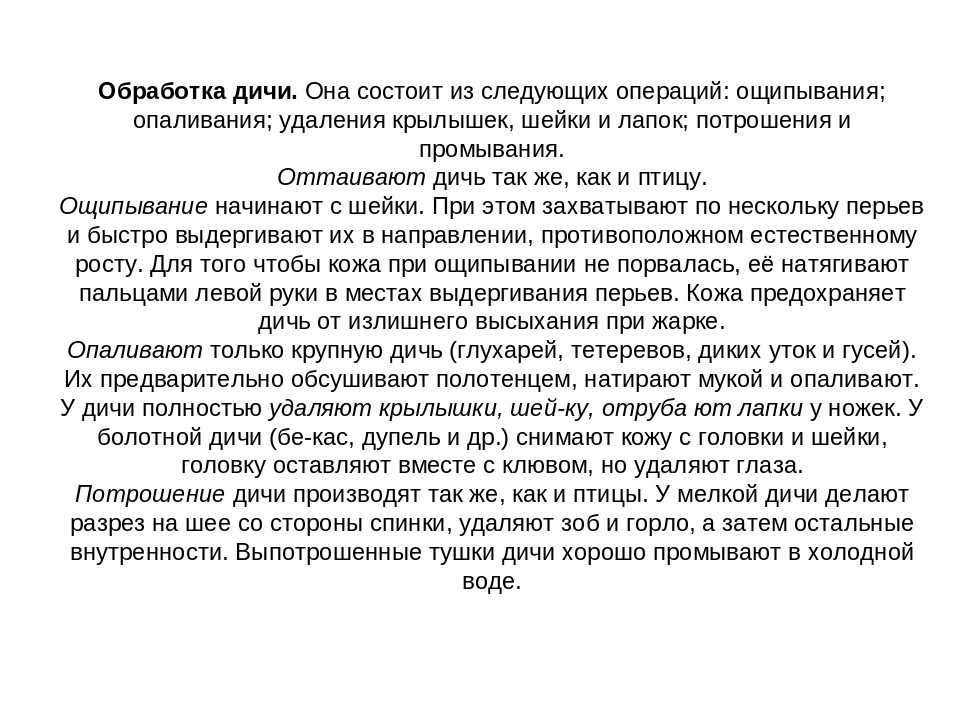 Обработка дичи. Она состоит из следующих операций: ощипывания;
опаливания; удаления крылышек, шейки и лапок; потрошения и
промывания.
Оттаивают дичь так же, как и птицу.
Ощипывание начинают с шейки. При этом захватывают по нескольку перьев
и быстро выдергивают их в направлении, противоположном естественному
росту. Для того чтобы кожа при ощипывании не порвалась, её натягивают
пальцами левой руки в местах выдергивания перьев. Кожа предохраняет
дичь от излишнего высыхания при жарке.
Опаливают только крупную дичь (глухарей, тетеревов, диких уток и гусей).
Их предварительно обсушивают полотенцем, натирают мукой и опаливают.
У дичи полностью удаляют крылышки, шей-ку, отруба ют лапки у ножек. У
болотной дичи (бе-кас, дупель и др.) снимают кожу с головки и шейки,
головку оставляют вместе с клювом, но удаляют глаза.
Потрошение дичи производят так же, как и птицы. У мелкой дичи делают
разрез на шее со стороны спинки, удаляют зоб и горло, а затем остальные
внутренности. Выпотрошенные тушки дичи хорошо промывают в холодной
воде.